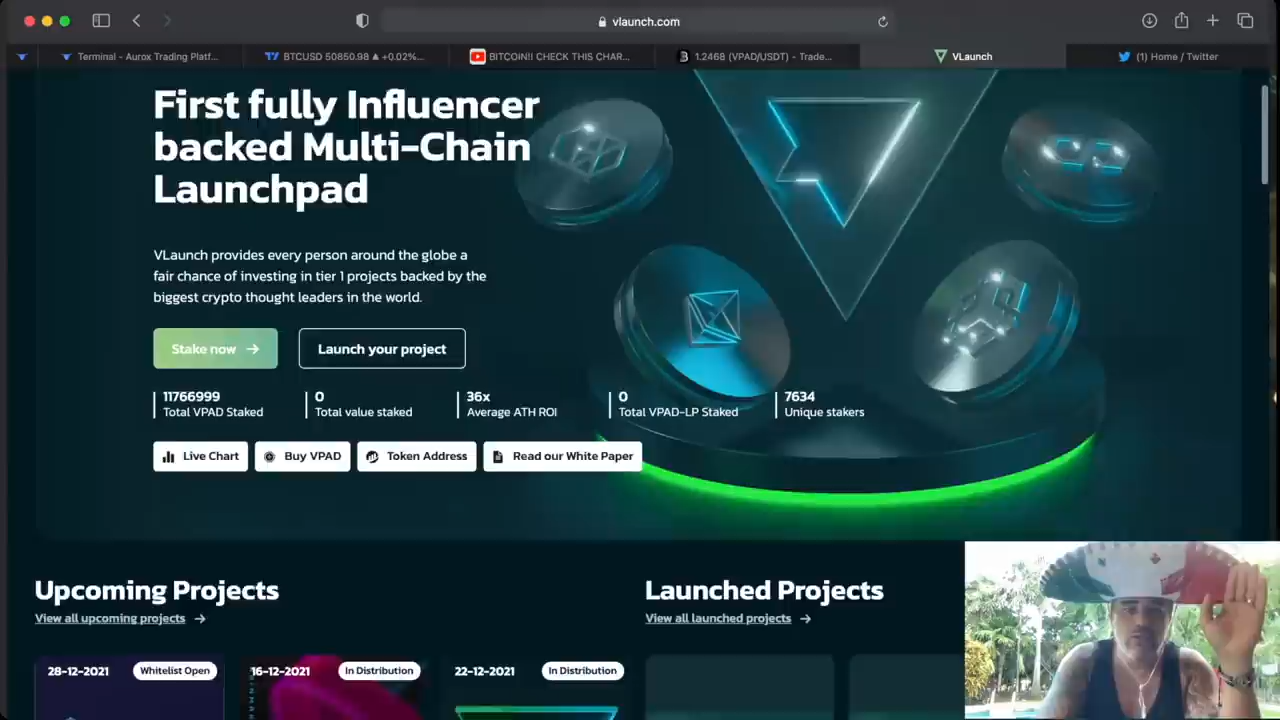 vlaunch.com
Terminal - Aurox Trading Platf...
BTCUSD 50850.98 ▲ +0.02%...
BITCOIN!! CHECK THIS CHAR...
1.2468 (VPAD/USDT) - Trade...
VLaunch
(1) Home / Twitter
First fully Influencer
backed Multi-Chain
Launchpad
VLaunch provides every person around the globe a
fair chance of investing in tier 1 projects backed by the
biggest crypto thought leaders in the world.
Stake now →
Launch your project
11766999
Total VPAD Staked
0
Total value staked
36x
Average ATH ROI
0
Total VPAD-LP Staked
7634
Unique stakers
Live Chart
Buy VPAD
Token Address
Read our White Paper
Upcoming Projects
View all upcoming projects →
Launched Projects
View all launched projects →
28-12-2021
Whitelist Open
16-12-2021
In Distribution
22-12-2021
In Distribution